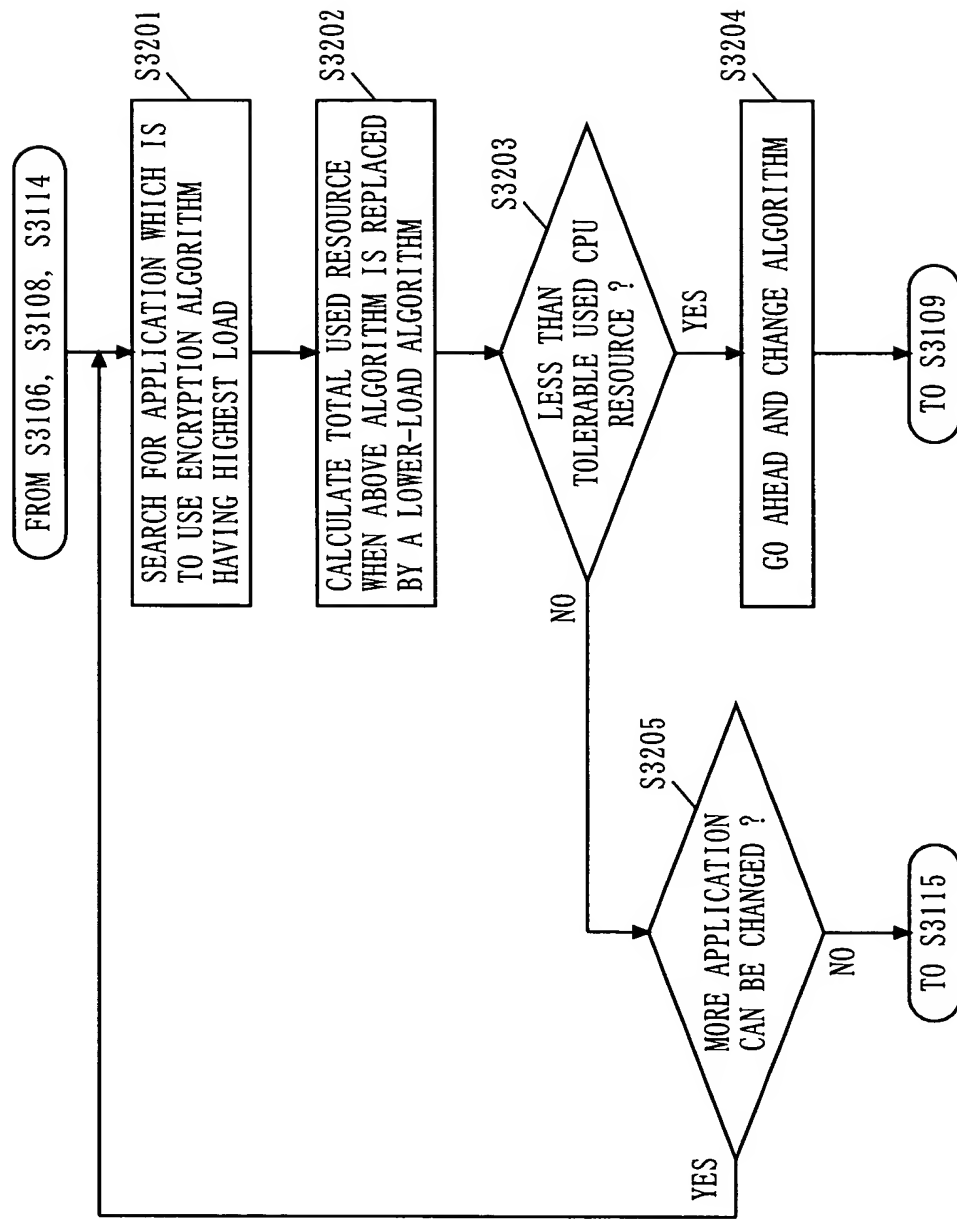 FROM S3106, S3108, S3114
S3201
SEARCH FOR APPLICATION WHICH IS
TO USE ENCRYPTION ALGORITHM
HAVING HIGHEST LOAD
S3202
CALCULATE TOTAL USED RESOURCE
WHEN ABOVE ALGORITHM IS REPLACED
BY A LOWER-LOAD ALGORITHM
S3203
LESS THAN
TOLERABLE USED CPU
RESOURCE ?
NO
YES
S3204
GO AHEAD AND CHANGE ALGORITHM
TO S3109
S3205
MORE APPLICATION
CAN BE CHANGED ?
YES
NO
TO S3115